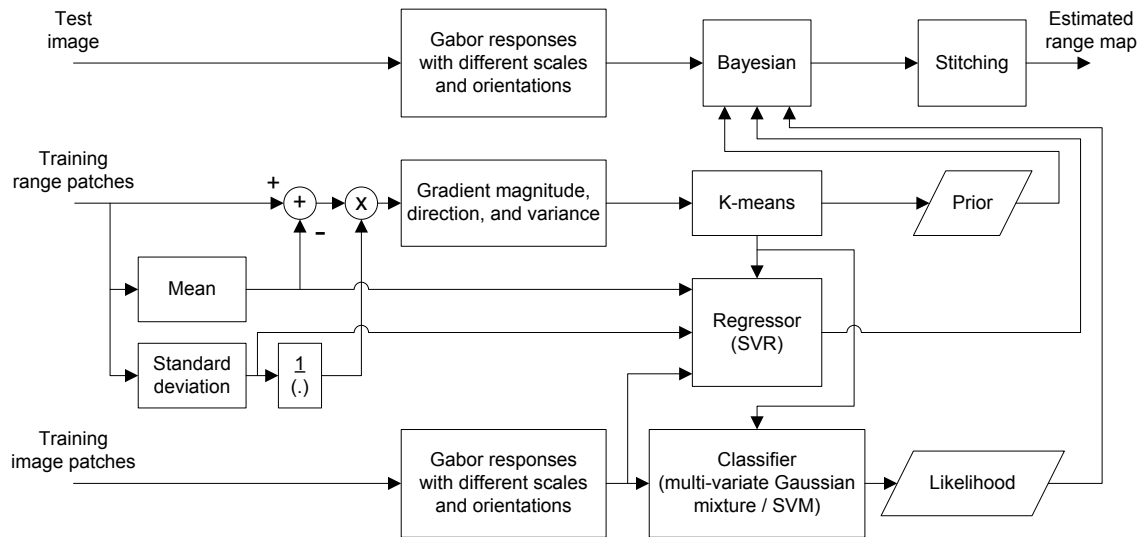 Test
image
Gabor responses
with different scales
and orientations
Bayesian
Stitching
Estimated
range map
Training
range patches
+
+
-
x
Gradient magnitude,
direction, and variance
K-means
Prior
Mean
Standard
deviation
1
(.)
Regressor
(SVR)
Training
image patches
Gabor responses
with different scales
and orientations
Classifier
(multi-variate Gaussian
mixture / SVM)
Likelihood